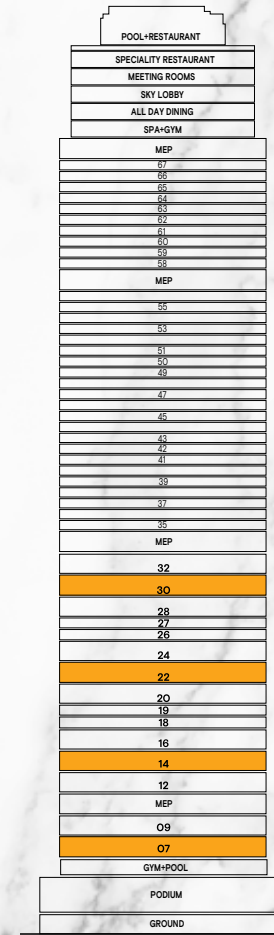 POOL+RESTAURANT
SPECIALITY RESTAURANT
MEETING ROOMS
SKY LOBBY
ALL DAY DINING
SPA+GYM
MEP
67
66
65
64
63
62
61
60
59
58
MEP
55
53
51
50
49
47
45
43
42
41
39
37
35
MEP
32
30
28
27
26
24
22
20
19
18
16
14
12
MEP
09
07
GYM+POOL
PODIUM
GROUND